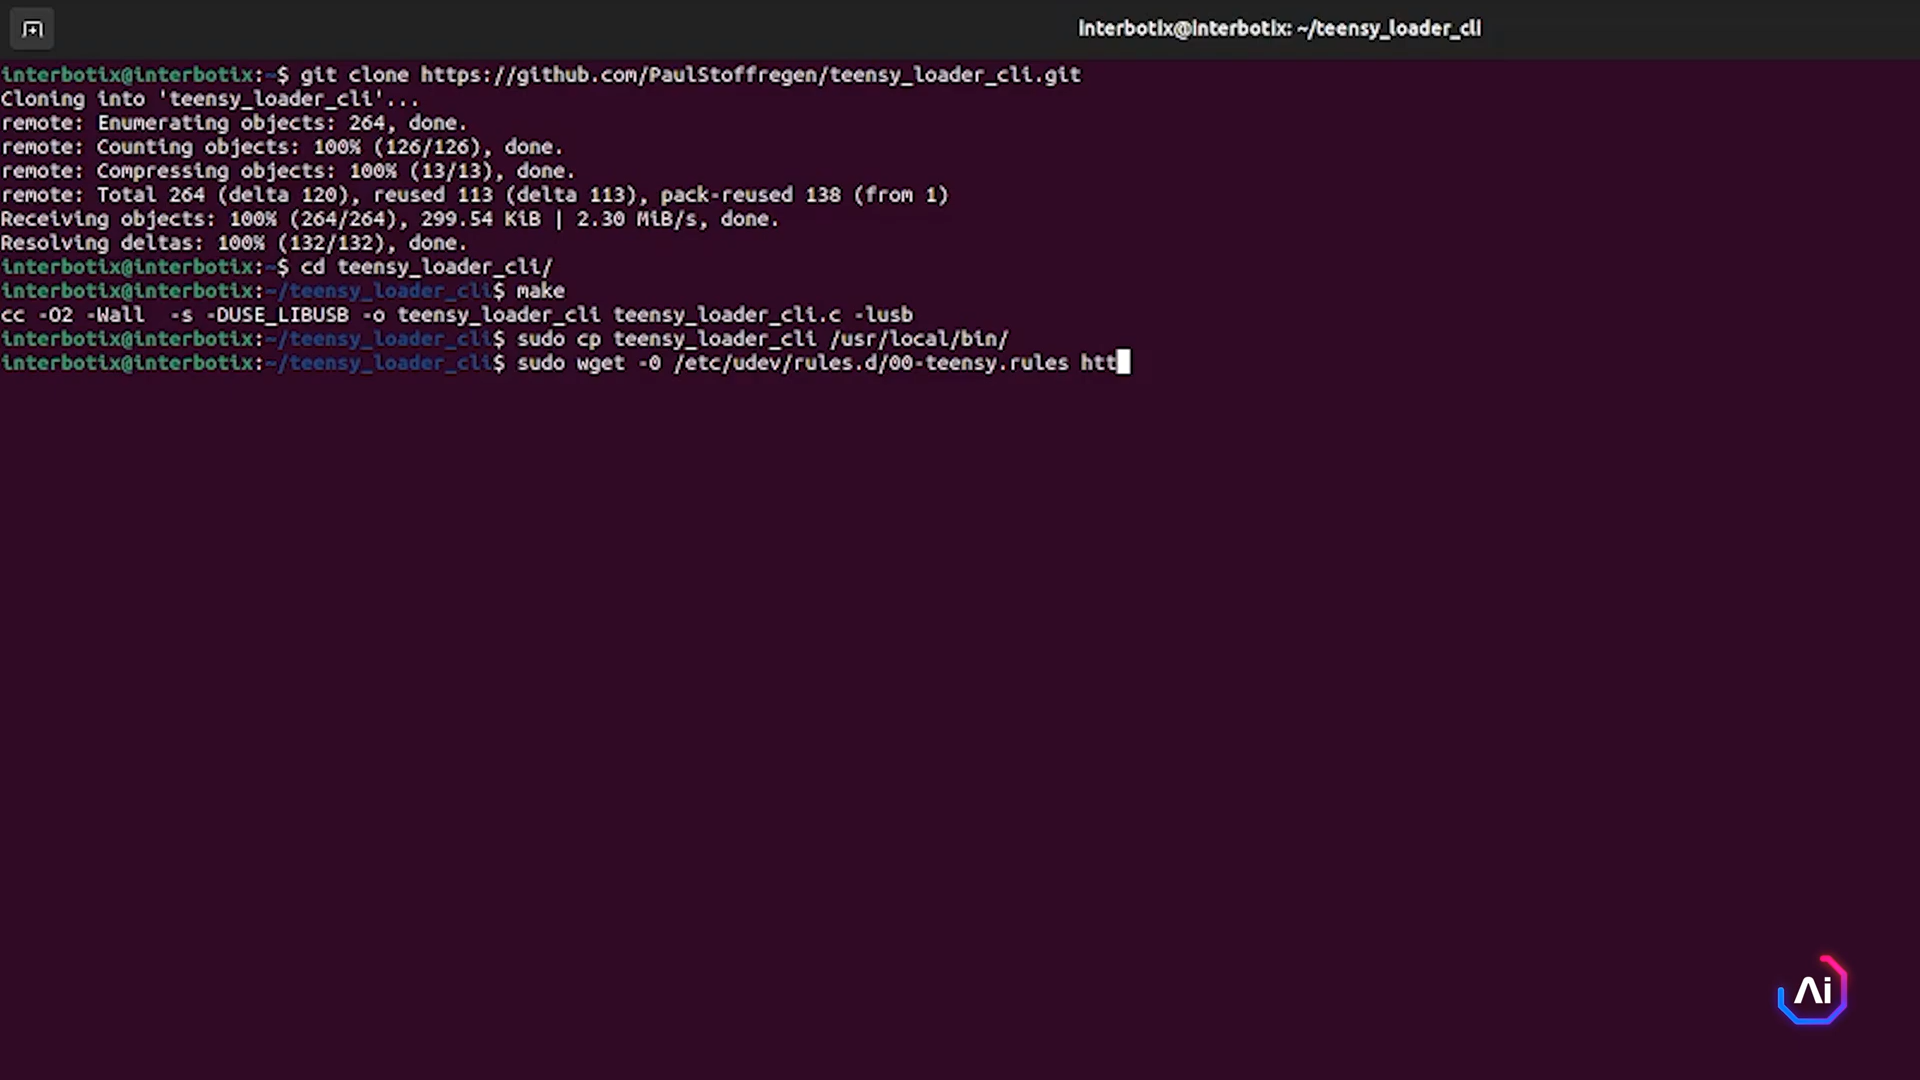 interbotix@interbotix: ~/teensy_loader_cli
interbotix@interbotix:~$ git clone https://github.com/PaulStoffregen/teensy_loader_cli.git
Cloning into 'teensy_loader_cli'...
remote: Enumerating objects: 264, done.
remote: Counting objects: 100% (126/126), done.
remote: Compressing objects: 100% (13/13), done.
remote: Total 264 (delta 120), reused 113 (delta 113), pack-reused 138 (from 1)
Receiving objects: 100% (264/264), 299.54 KiB | 2.30 MiB/s, done.
Resolving deltas: 100% (132/132), done.
interbotix@interbotix:~$ cd teensy_loader_cli/
interbotix@interbotix:~/teensy_loader_cli$ make
cc -O2 -Wall  -s -DUSE_LIBUSB -o teensy_loader_cli teensy_loader_cli.c -lusb
interbotix@interbotix:~/teensy_loader_cli$ sudo cp teensy_loader_cli /usr/local/bin/
interbotix@interbotix:~/teensy_loader_cli$ sudo wget -O /etc/udev/rules.d/00-teensy.rules htt
Ai